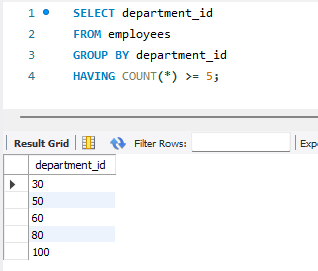 1 SELECT department_id
2 FROM employees
3 GROUP BY department_id
4 HAVING COUNT(*) >= 5;
Result Grid Filter Rows: Expo
department_id
30
50
60
80
100